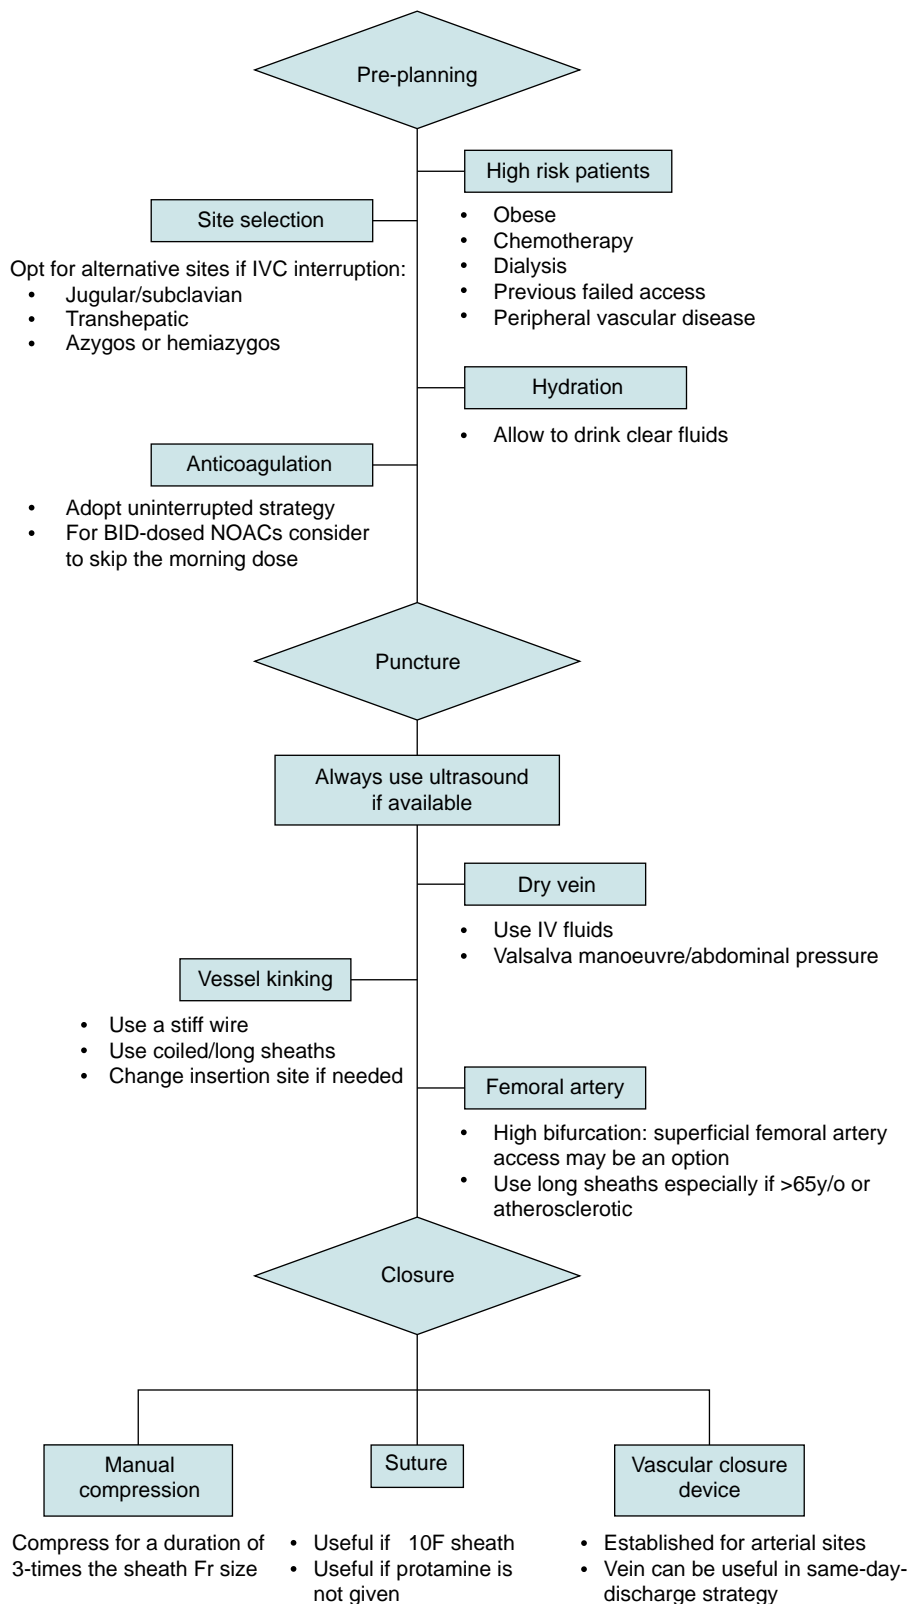 Pre-planning
High risk patients
• Obese
• Chemotherapy
• Dialysis
• Previous failed access
• Peripheral vascular disease
Site selection
Opt for alternative sites if IVC interruption:
• Jugular/subclavian
• Transhepatic
• Azygos or hemiazygos
Hydration
• Allow to drink clear fluids
Anticoagulation
• Adopt uninterrupted strategy
• For BID-dosed NOACs consider
to skip the morning dose
Puncture
Always use ultrasound
if available
Dry vein
• Use IV fluids
• Valsalva manoeuvre/abdominal pressure
Vessel kinking
• Use a stiff wire
• Use coiled/long sheaths
• Change insertion site if needed
Femoral artery
• High bifurcation: superficial femoral artery
access may be an option
• Use long sheaths especially if >65y/o or
atherosclerotic
Closure
Manual
compression
Compress for a duration of
3-times the sheath Fr size
Suture
• Useful if 10F sheath
• Useful if protamine is
not given
Vascular closure
device
• Established for arterial sites
• Vein can be useful in same-day-
discharge strategy